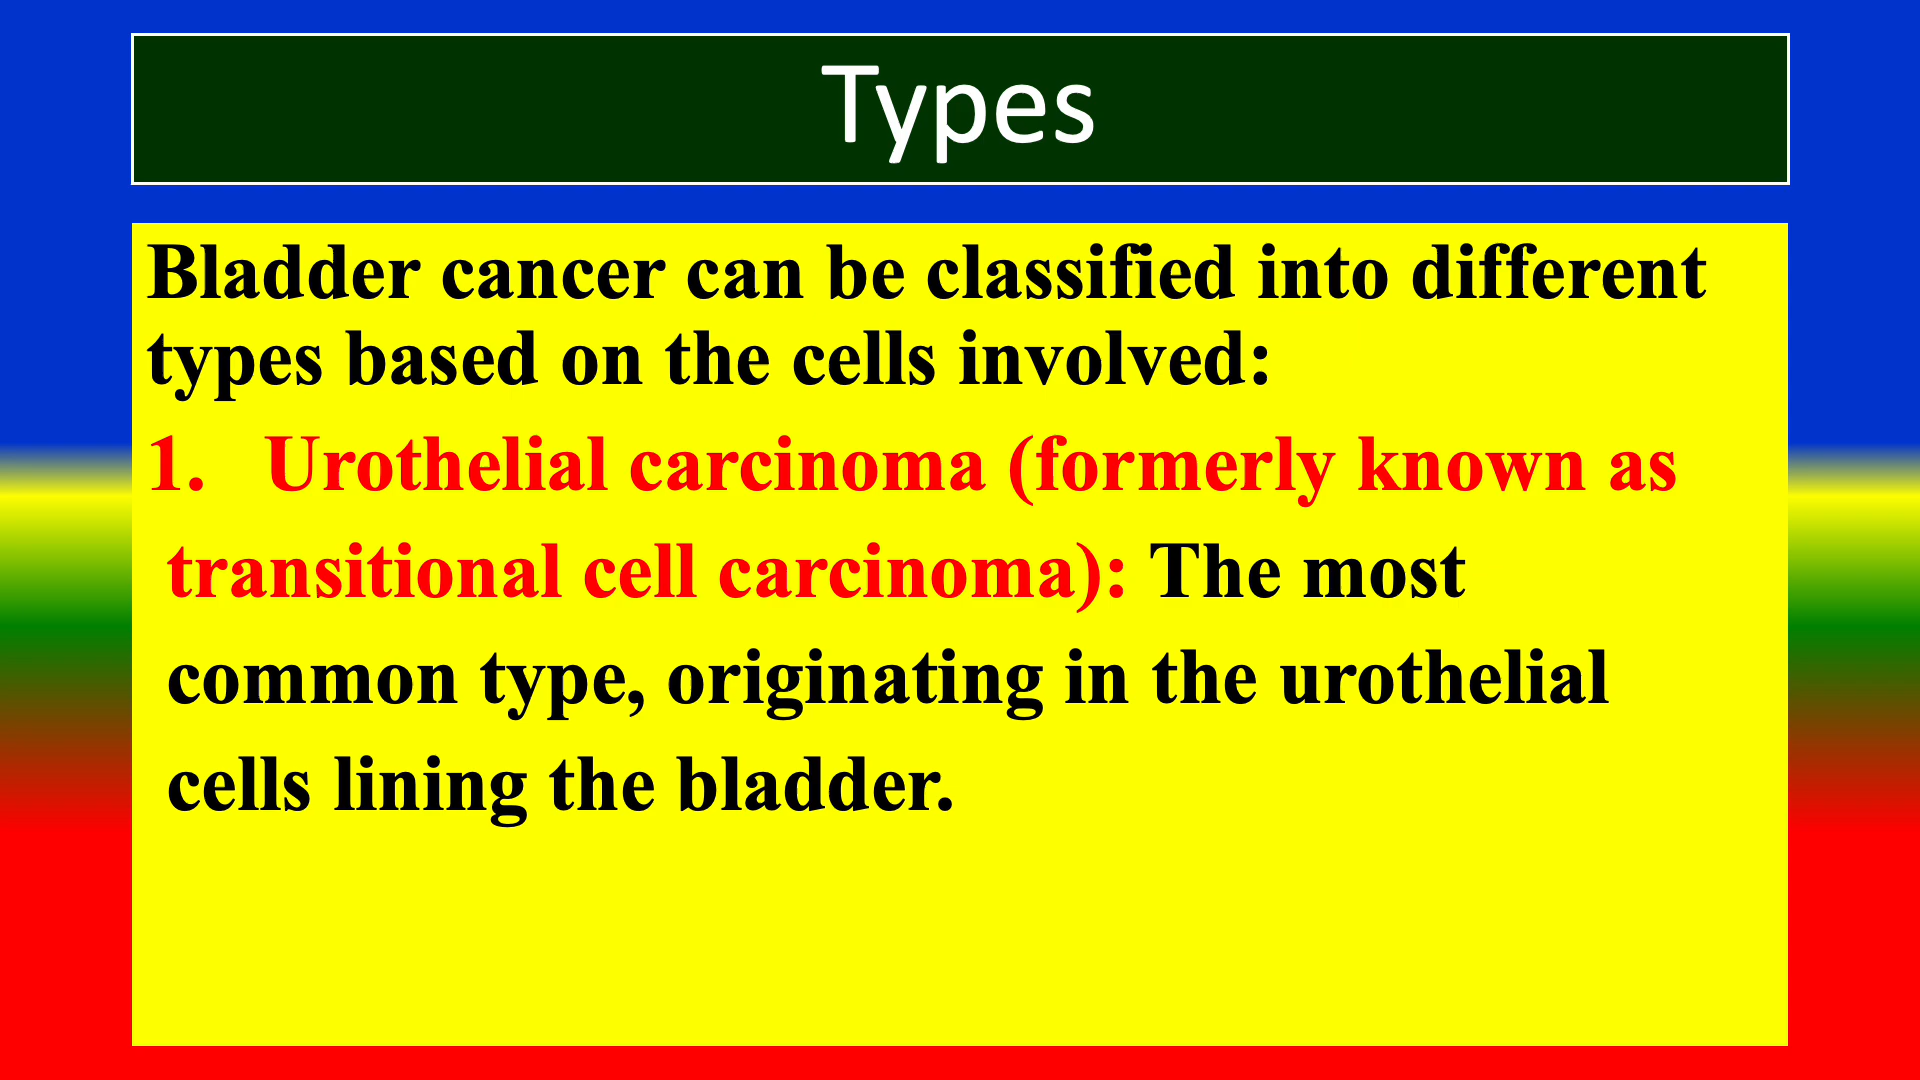 Types
Bladder cancer can be classified into different
types based on the cells involved:
1. Urothelial carcinoma (formerly known as
transitional cell carcinoma): The most
common type, originating in the urothelial
cells lining the bladder.